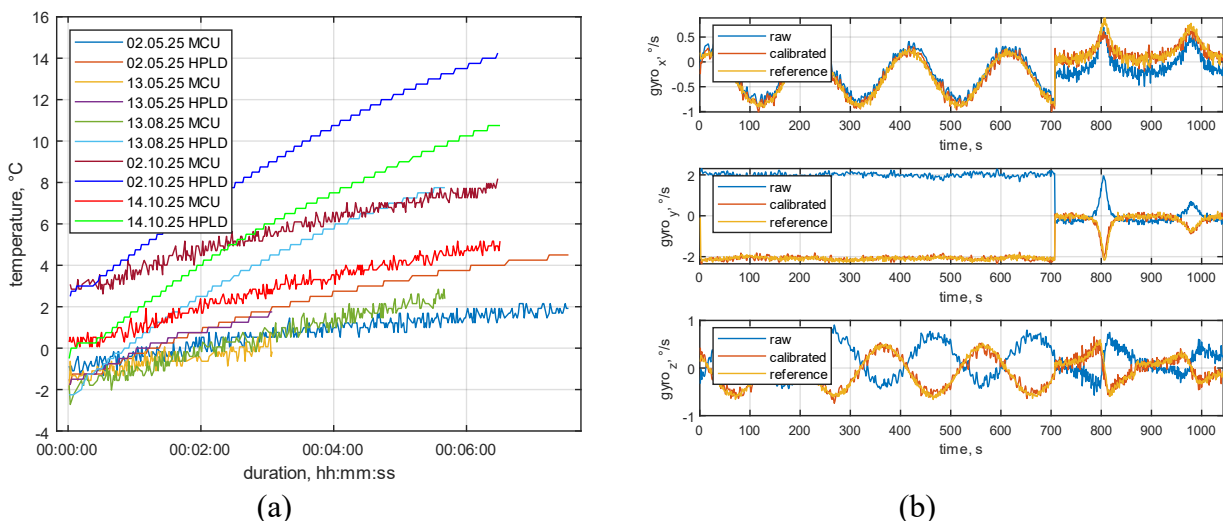 16
14
12
10
8
6
4
2
0
-2
-4
temperature, °C
02.05.25 MCU
02.05.25 HPLD
13.05.25 MCU
13.05.25 HPLD
13.08.25 MCU
13.08.25 HPLD
02.10.25 MCU
02.10.25 HPLD
14.10.25 MCU
14.10.25 HPLD
00:00:00 00:02:00 00:04:00 00:06:00
duration, hh:mm:ss
(a)
gyro x, °/s
0.5
0
-0.5
-1
raw
calibrated
reference
0 100 200 300 400 500 600 700 800 900 1000
time, s
gyro y, °/s
2
0
-2
raw
calibrated
reference
0 100 200 300 400 500 600 700 800 900 1000
time, s
gyro z, °/s
1
0
-1
raw
calibrated
reference
0 100 200 300 400 500 600 700 800 900 1000
time, s
(b)